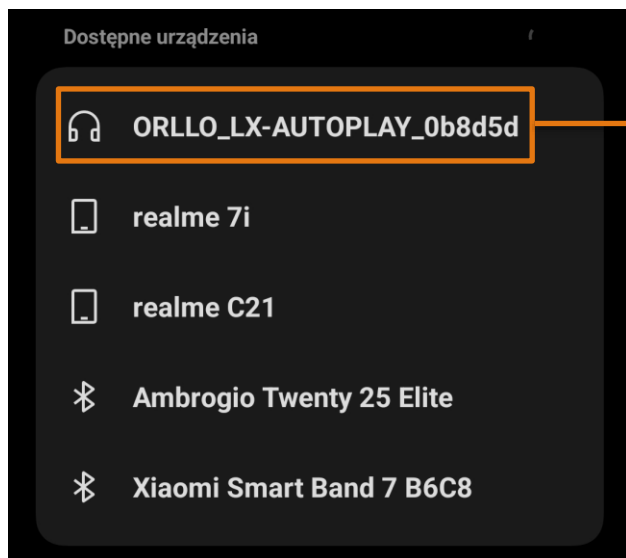 Dostępne urządzenia
ORLLO_LX-AUTOPLAY_0b8d5d
realme 7i
realme C21
Ambrogio Twenty 25 Elite
Xiaomi Smart Band 7 B6C8